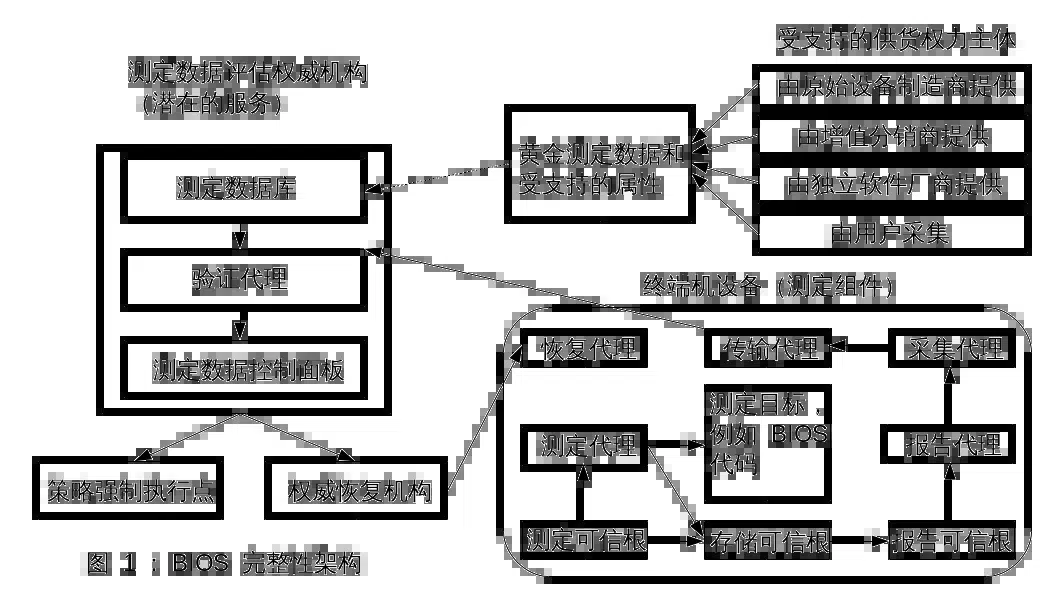 受支持的供货权力主体
测定数据评估权威机构
（潜在的服务）
由原始设备制造商提供
由增值分销商提供
由独立软件厂商提供
由用户采集
黄金测定数据和
受支持的属性
测定数据库
验证代理
测定数据控制面板
策略强制执行点
权威恢复机构
终端机设备（测定组件）
恢复代理
传输代理
采集代理
测定目标，
例如 BIOS
代码
测定代理
报告代理
测定可信根
存储可信根
报告可信根
图 1：BIOS 完整性架构